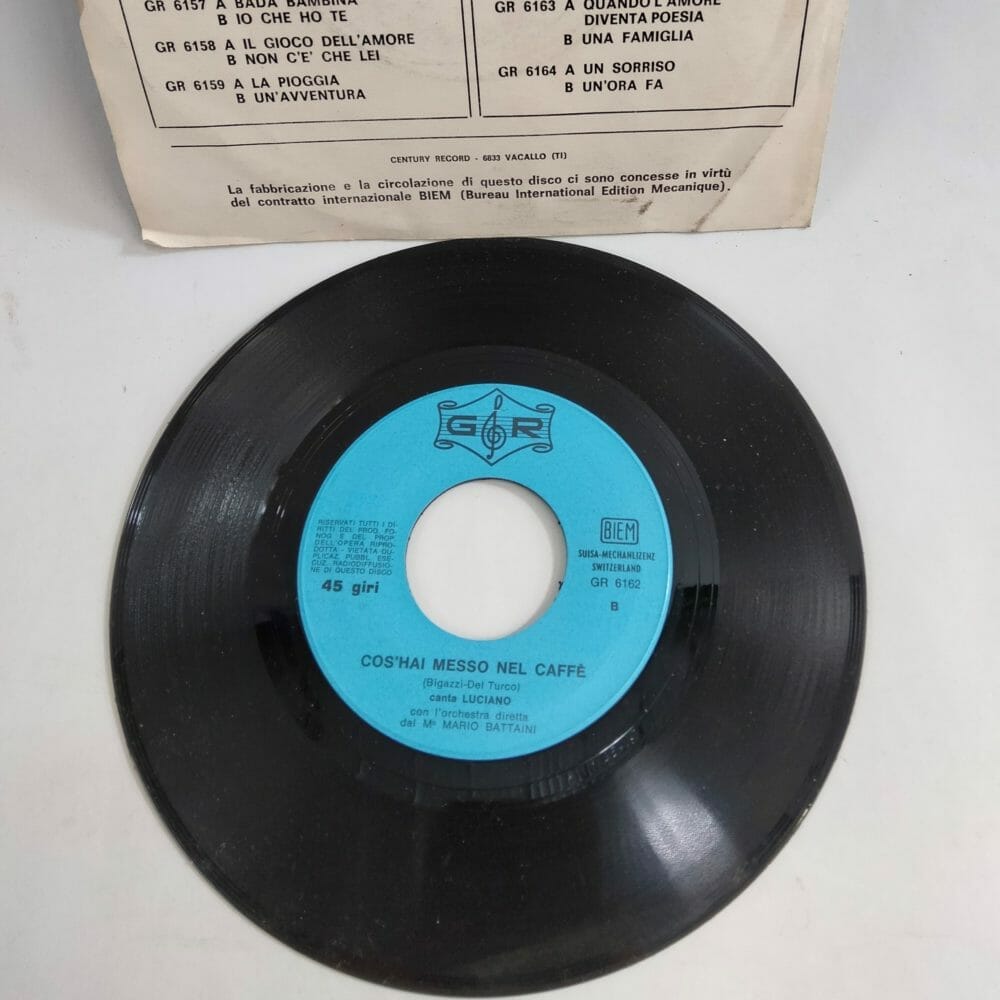 GR 6157 A BADA BAMBINA
B IO CHE HO TE
GR 6158 A IL GIOCO DELL'AMORE
B NON C'E' CHE LEI
GR 6159 A LA PIOGGIA
B UN'AVVENTURA
GR 6163 A QUANDO L'AMORE
DIVENTA POESIA
B UNA FAMIGLIA
GR 6164 A UN SORRISO
B UN'ORA FA
CENTURY RECORD - 6833 VACALLO (TI)
La fabbricazione e la circolazione di questo disco ci sono concesse in virtù
del contratto internazionale BIEM (Bureau International Edition Mecanique).
G R
RISERVATI TUTTI I DI-
RITTI DEL PROD. FO-
NOG E DEL PROP.
DELL'OPERA RIPRO-
DOTTA - VIETATA DU-
PLICAZ. PUBBL. ESE-
CUZ. RADIODIFFUSIO-
NE DI QUESTO DISCO
45 giri
BIEM
SUISA-MECHANLIZENZ
SWITZERLAND
GR 6162
B
COS'HAI MESSO NEL CAFFÈ
(Bigazzi-Del Turco)
canta LUCIANO
con l'orchestra diretta
dal Mº MARIO BATTAINI